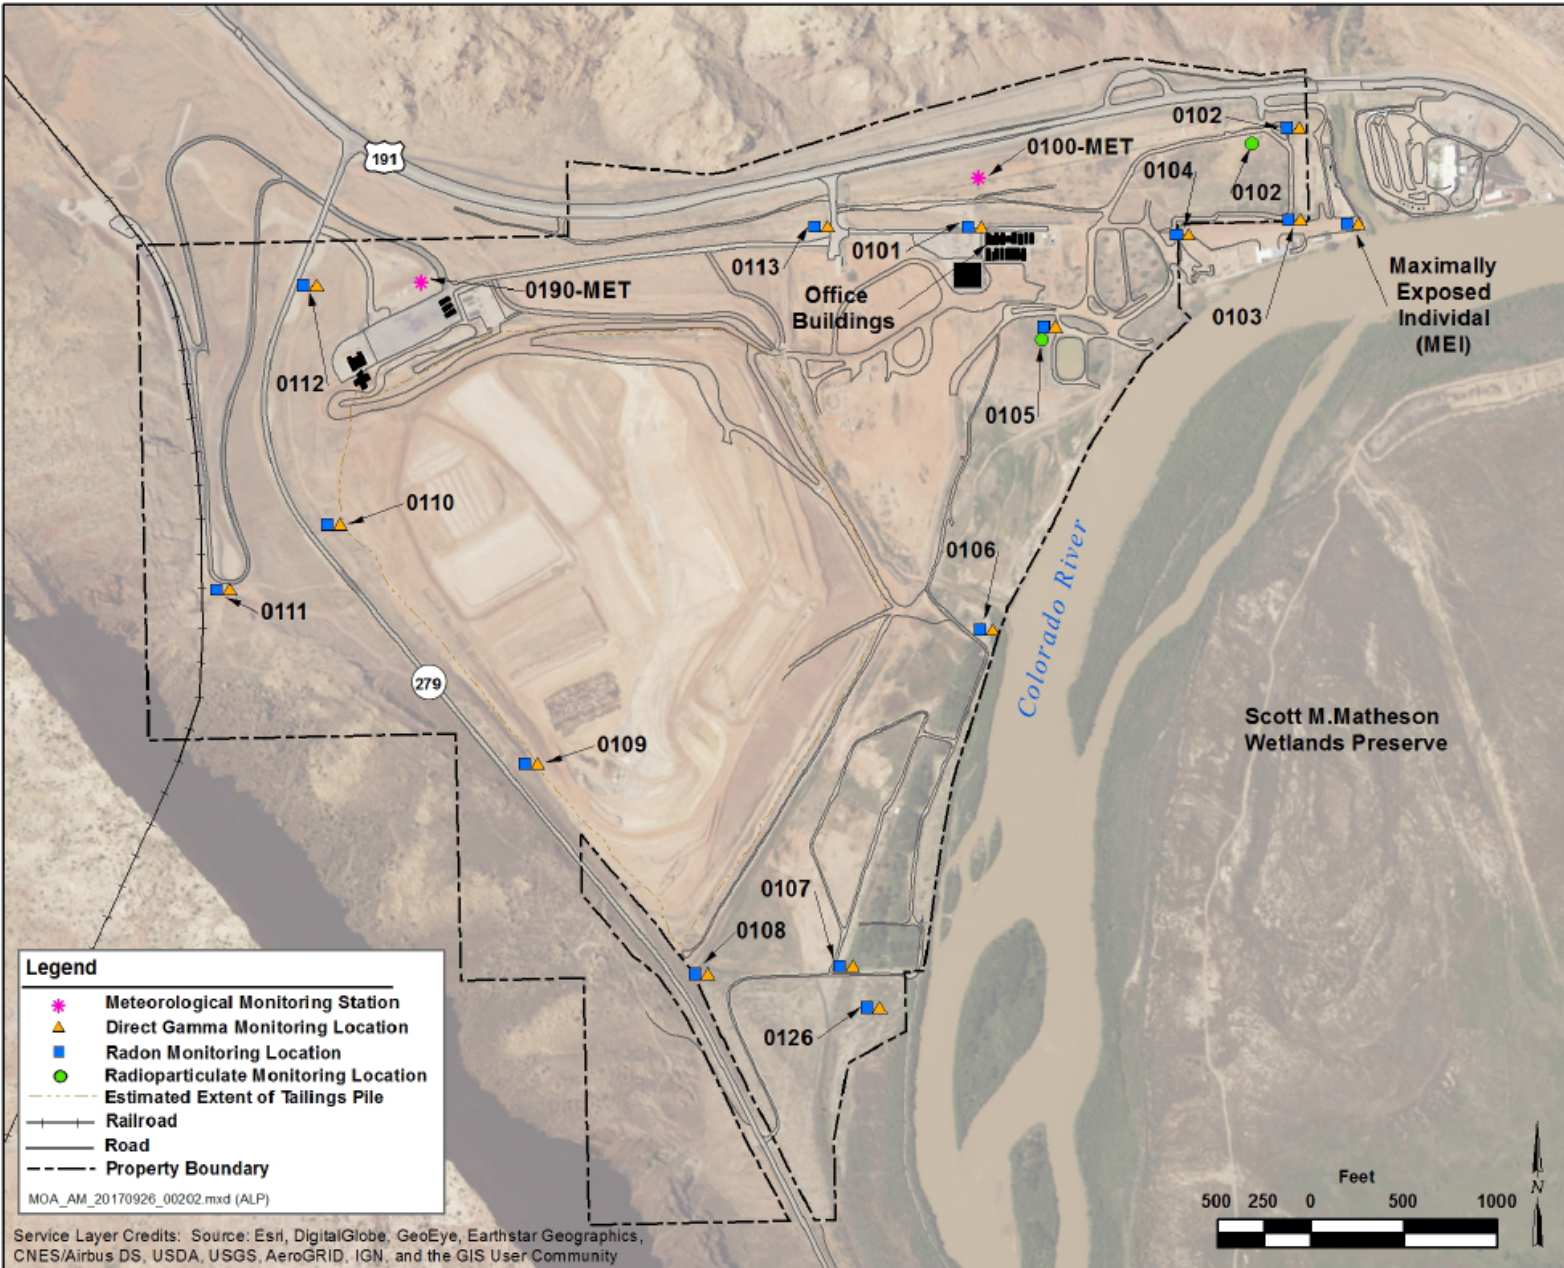 191
0102
0100-MET
0104
0102
0113
0101
0190-MET
Office
Buildings
0103
Maximally
Exposed
Individal
(MEI)
0112
0105
0110
0106
0111
Colorado River
279
Scott M.Matheson
Wetlands Preserve
0109
0107
0108
0126
Legend
Meteorological Monitoring Station
Direct Gamma Monitoring Location
Radon Monitoring Location
Radioparticulate Monitoring Location
Estimated Extent of Tailings Pile
Railroad
Road
Property Boundary
MOA_AM_20170926_00202.mxd (ALP)
Feet
500 250 0 500 1000
N
Service Layer Credits: Source: Esri, DigitalGlobe, GeoEye, Earthstar Geographics,
CNES/Airbus DS, USDA, USGS, AeroGRID, IGN, and the GIS User Community